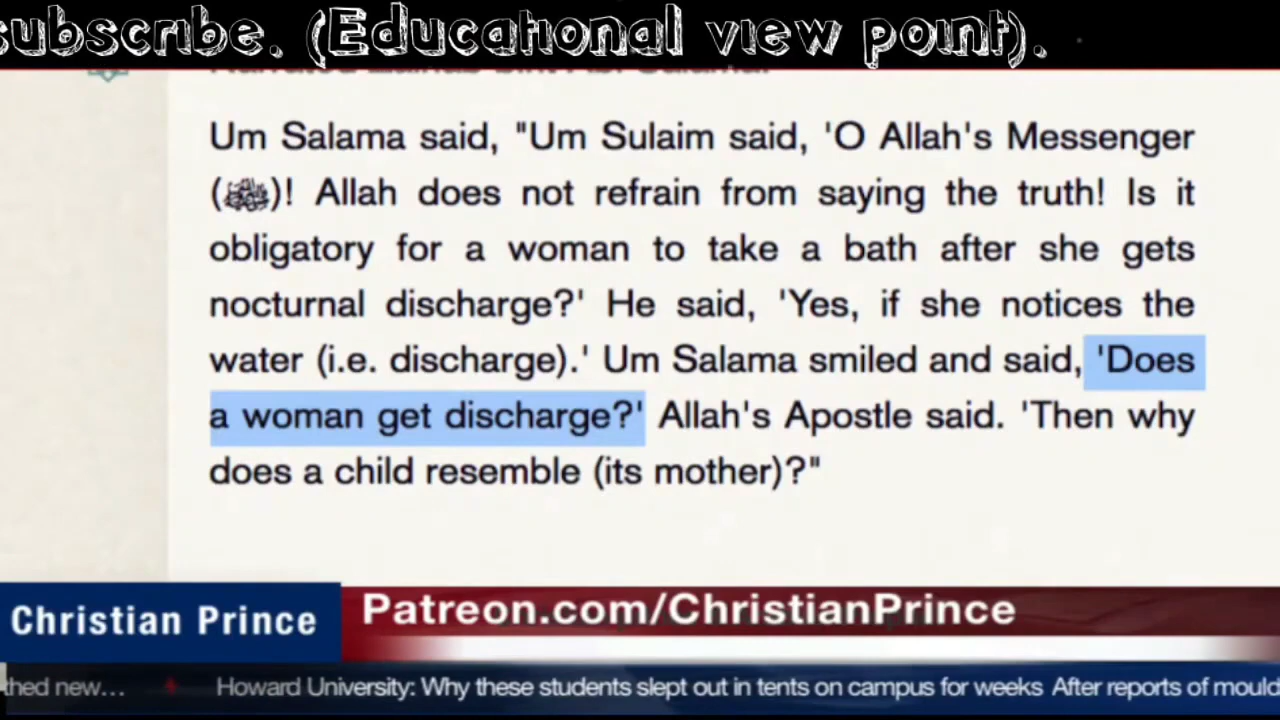 subscribe. (Educational view point).
Um Salama said, "Um Sulaim said, 'O Allah's Messenger
(ﷺ)! Allah does not refrain from saying the truth! Is it
obligatory for a woman to take a bath after she gets
nocturnal discharge?' He said, 'Yes, if she notices the
water (i.e. discharge).' Um Salama smiled and said, 'Does
a woman get discharge?' Allah's Apostle said. 'Then why
does a child resemble (its mother)?"
Christian Prince
Patreon.com/ChristianPrince
thed new... Howard University: Why these students slept out in tents on campus for weeks After reports of mould